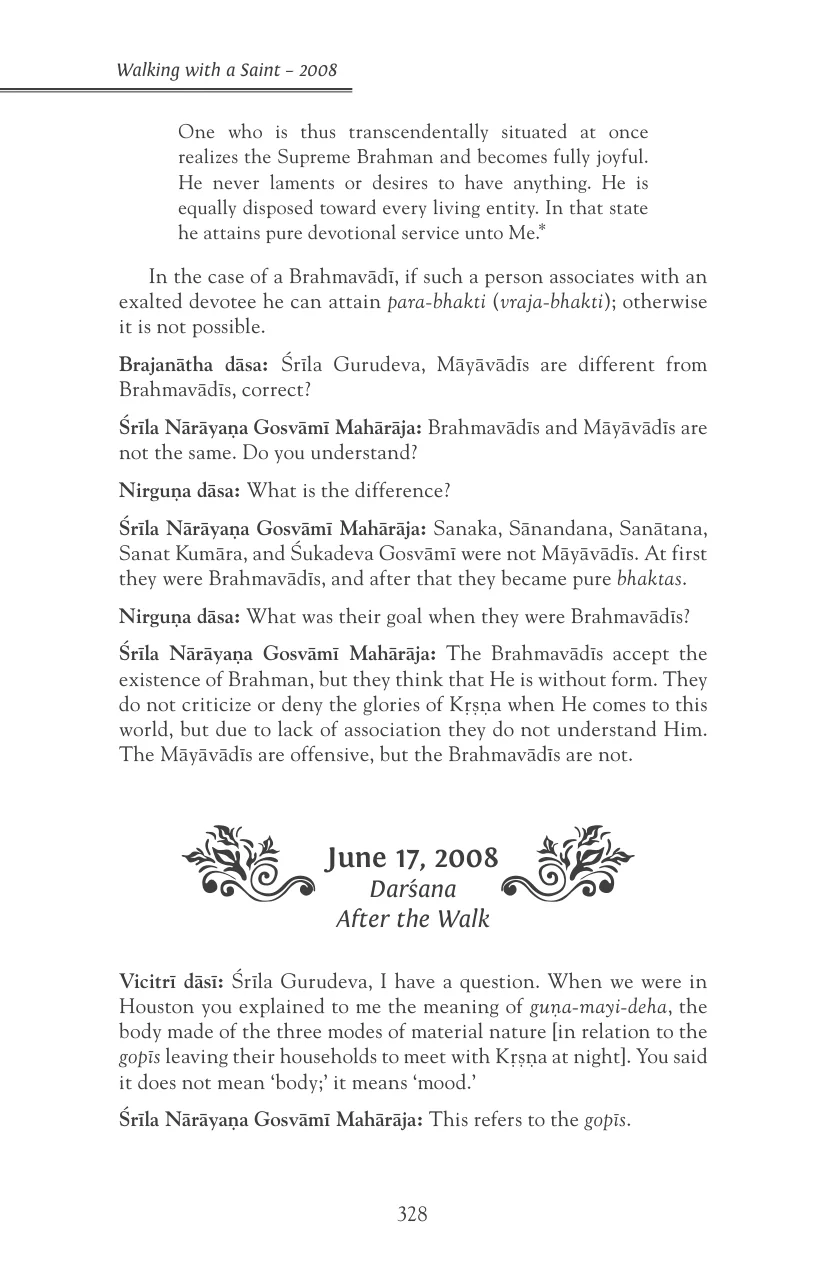 Walking with a Saint – 2008
One who is thus transcendentally situated at once
realizes the Supreme Brahman and becomes fully joyful.
He never laments or desires to have anything. He is
equally disposed toward every living entity. In that state
he attains pure devotional service unto Me.*
In the case of a Brahmavādī, if such a person associates with an
exalted devotee he can attain para-bhakti (vraja-bhakti); otherwise
it is not possible.
Brajanātha dāsa: Śrīla Gurudeva, Māyāvādīs are different from
Brahmavādīs, correct?
Śrīla Nārāyaṇa Gosvāmī Mahārāja: Brahmavādīs and Māyāvādīs are
not the same. Do you understand?
Nirguṇa dāsa: What is the difference?
Śrīla Nārāyaṇa Gosvāmī Mahārāja: Sanaka, Sānandana, Sanātana,
Sanat Kumāra, and Śukadeva Gosvāmī were not Māyāvādīs. At first
they were Brahmavādīs, and after that they became pure bhaktas.
Nirguṇa dāsa: What was their goal when they were Brahmavādīs?
Śrīla Nārāyaṇa Gosvāmī Mahārāja: The Brahmavādīs accept the
existence of Brahman, but they think that He is without form. They
do not criticize or deny the glories of Kṛṣṇa when He comes to this
world, but due to lack of association they do not understand Him.
The Māyāvādīs are offensive, but the Brahmavādīs are not.
June 17, 2008
Darśana
After the Walk
Vicitrī dāsī: Śrīla Gurudeva, I have a question. When we were in
Houston you explained to me the meaning of guṇa-mayi-deha, the
body made of the three modes of material nature [in relation to the
gopīs leaving their households to meet with Kṛṣṇa at night]. You said
it does not mean ‘body;’ it means ‘mood.’
Śrīla Nārāyaṇa Gosvāmī Mahārāja: This refers to the gopīs.
328